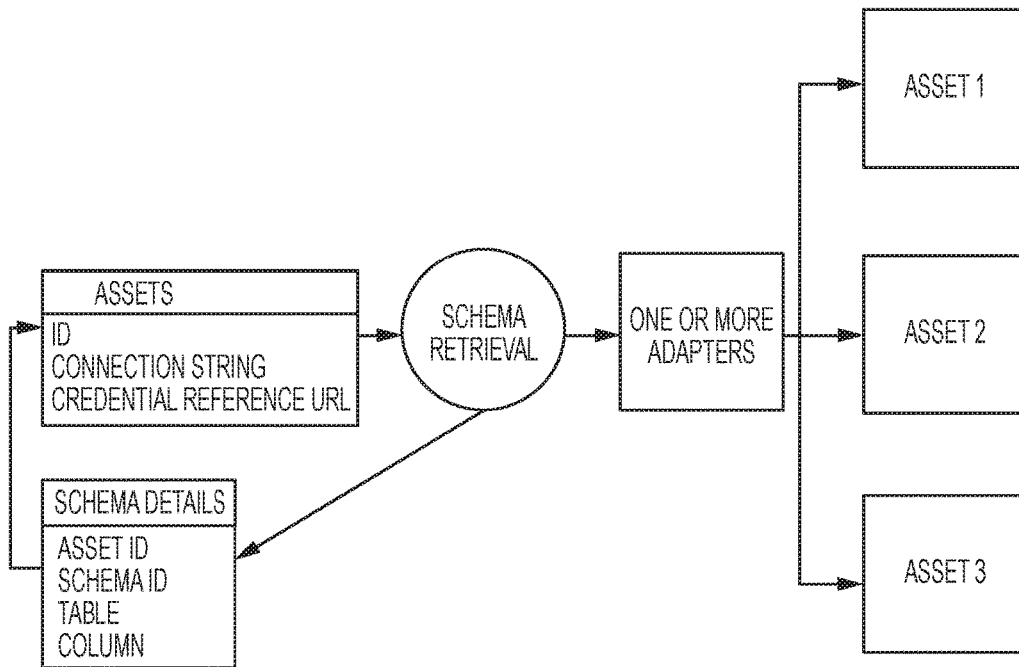 ASSETS
ID
CONNECTION STRING
CREDENTIAL REFERENCE URL
SCHEMA DETAILS
ASSET ID
SCHEMA ID
TABLE
COLUMN
SCHEMA
RETRIEVAL
ONE OR MORE
ADAPTERS
ASSET 1
ASSET 2
ASSET 3